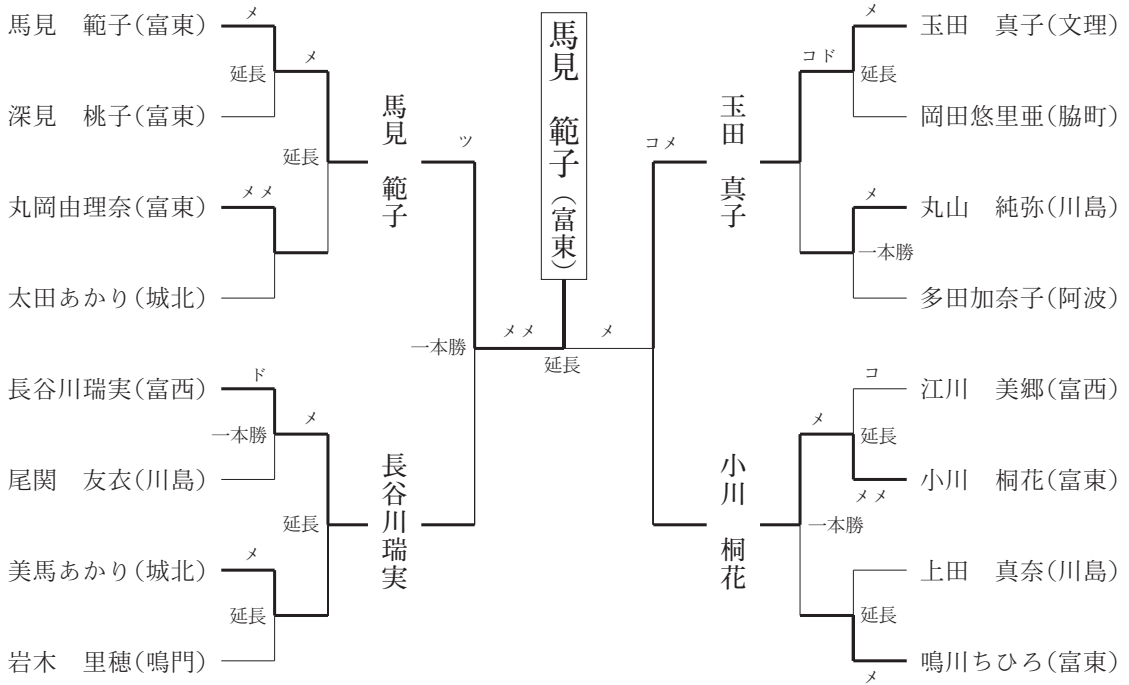 メ
馬見　範子(富東)
メ
延長
深見　桃子(富東)
延長
メメ
丸岡由理奈(富東)
太田あかり(城北)
馬見　範子
ツ
一本勝
ド
長谷川瑞実(富西)
メ
一本勝
尾関　友衣(川島)
延長
メ
美馬あかり(城北)
延長
岩木　里穂(鳴門)
長谷川瑞実
馬見　範子(富東)
メメ
メ
延長
メ
玉田　真子(文理)
コド
延長
岡田悠里亜(脇町)
メ
丸山　純弥(川島)
一本勝
多田加奈子(阿波)
玉田　真子
コメ
コ
江川　美郷(富西)
メ
延長
小川　桐花(富東)
メメ
一本勝
上田　真奈(川島)
延長
鳴川ちひろ(富東)
メ
小川　桐花